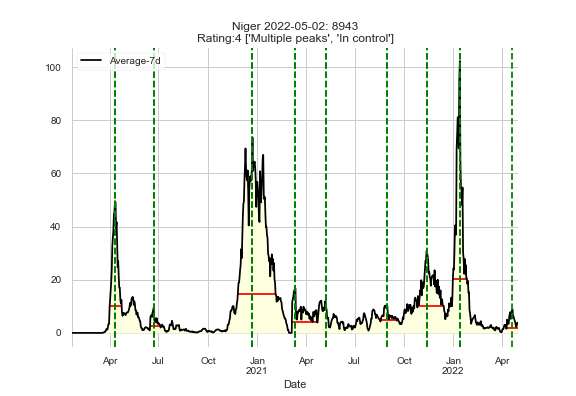 Niger 2022-05-02: 8943
Rating:4 ['Multiple peaks', 'In control']
Average-7d
100
80
60
40
20
0
Apr Jul Oct Jan Apr Jul Oct Jan Apr
2021 2022
Date